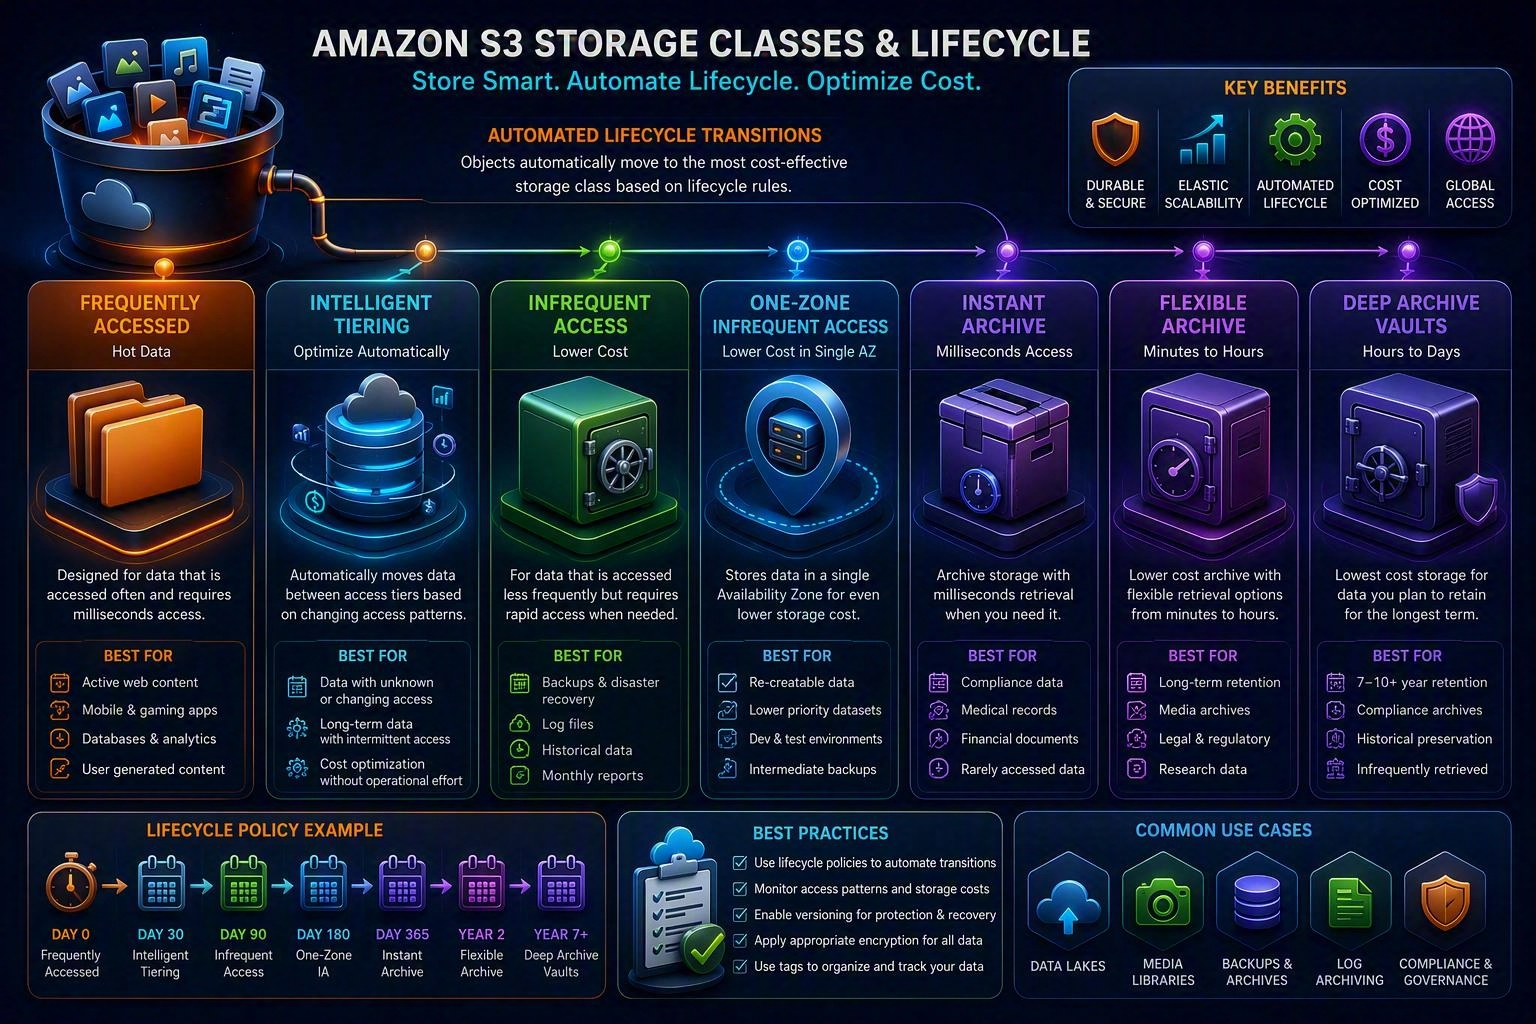 AMAZON S3 STORAGE CLASSES & LIFECYCLE
Store Smart. Automate Lifecycle. Optimize Cost.
AUTOMATED LIFECYCLE TRANSITIONS
Objects automatically move to the most cost-effective
storage class based on lifecycle rules.
KEY BENEFITS
DURABLE
& SECURE
ELASTIC
SCALABILITY
AUTOMATED
LIFECYCLE
COST
OPTIMIZED
GLOBAL
ACCESS
FREQUENTLY
ACCESSED
Hot Data
Designed for data that is
accessed often and requires
milliseconds access.
BEST FOR
Active web content
Mobile & gaming apps
Databases & analytics
User generated content
INTELLIGENT
TIERING
Optimize Automatically
Automatically moves data
between access tiers based
on changing access patterns.
BEST FOR
Data with unknown
or changing access
Long-term data
with intermittent access
Cost optimization
without operational effort
INFREQUENT
ACCESS
Lower Cost
For data that is accessed
less frequently but requires
rapid access when needed.
BEST FOR
Backups & disaster
recovery
Log files
Historical data
Monthly reports
ONE-ZONE
INFREQUENT ACCESS
Lower Cost in Single AZ
Stores data in a single
Availability Zone for even
lower storage cost.
BEST FOR
Re-creatable data
Lower priority datasets
Dev & test environments
Intermediate backups
INSTANT
ARCHIVE
Milliseconds Access
Archive storage with
milliseconds retrieval
when you need it.
BEST FOR
Compliance data
Medical records
Financial documents
Rarely accessed data
FLEXIBLE
ARCHIVE
Minutes to Hours
Lower cost archive with
flexible retrieval options
from minutes to hours.
BEST FOR
Long-term retention
Media archives
Legal & regulatory
Research data
DEEP ARCHIVE
VAULTS
Hours to Days
Lowest cost storage for
data you plan to retain
for the longest term.
BEST FOR
7–10+ year retention
Compliance archives
Historical preservation
Infrequently retrieved
LIFECYCLE POLICY EXAMPLE
DAY 0
Frequently
Accessed
DAY 30
Intelligent
Tiering
DAY 90
Infrequent
Access
DAY 180
One-Zone
IA
DAY 365
Instant
Archive
YEAR 2
Flexible
Archive
YEAR 7+
Deep Archive
Vaults
BEST PRACTICES
Use lifecycle policies to automate transitions
Monitor access patterns and storage costs
Enable versioning for protection & recovery
Apply appropriate encryption for all data
Use tags to organize and track your data
COMMON USE CASES
DATA LAKES
MEDIA
LIBRARIES
BACKUPS &
ARCHIVES
LOG
ARCHIVING
COMPLIANCE &
GOVERNANCE